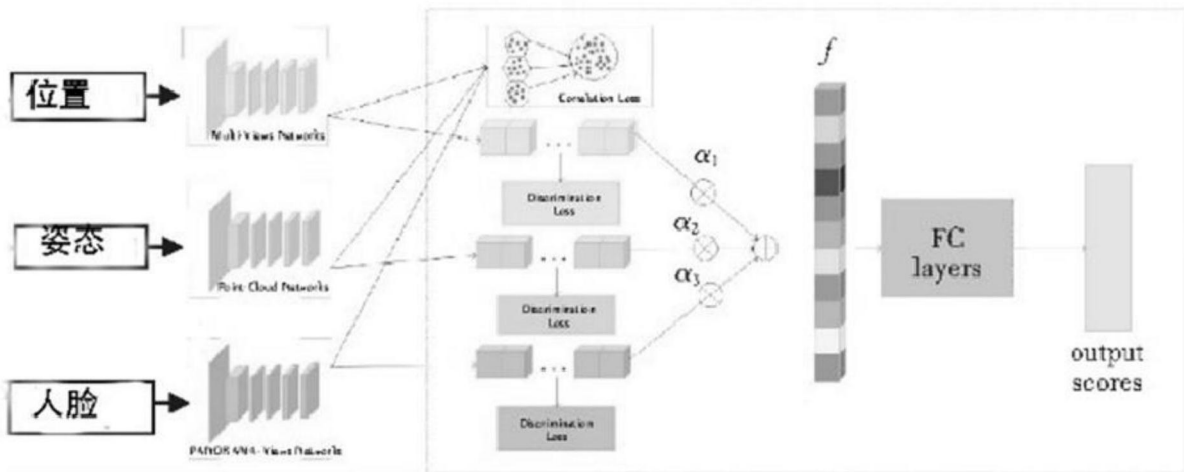 位置
Multi-Views Networks
姿态
Point-Cloud Networks
人脸
PANORAMA-Views Networks
Correlation Loss
Discrimination
Loss
Discrimination
Loss
Discrimination
Loss
α₁
α₂
α₃
f
FC
layers
output
scores